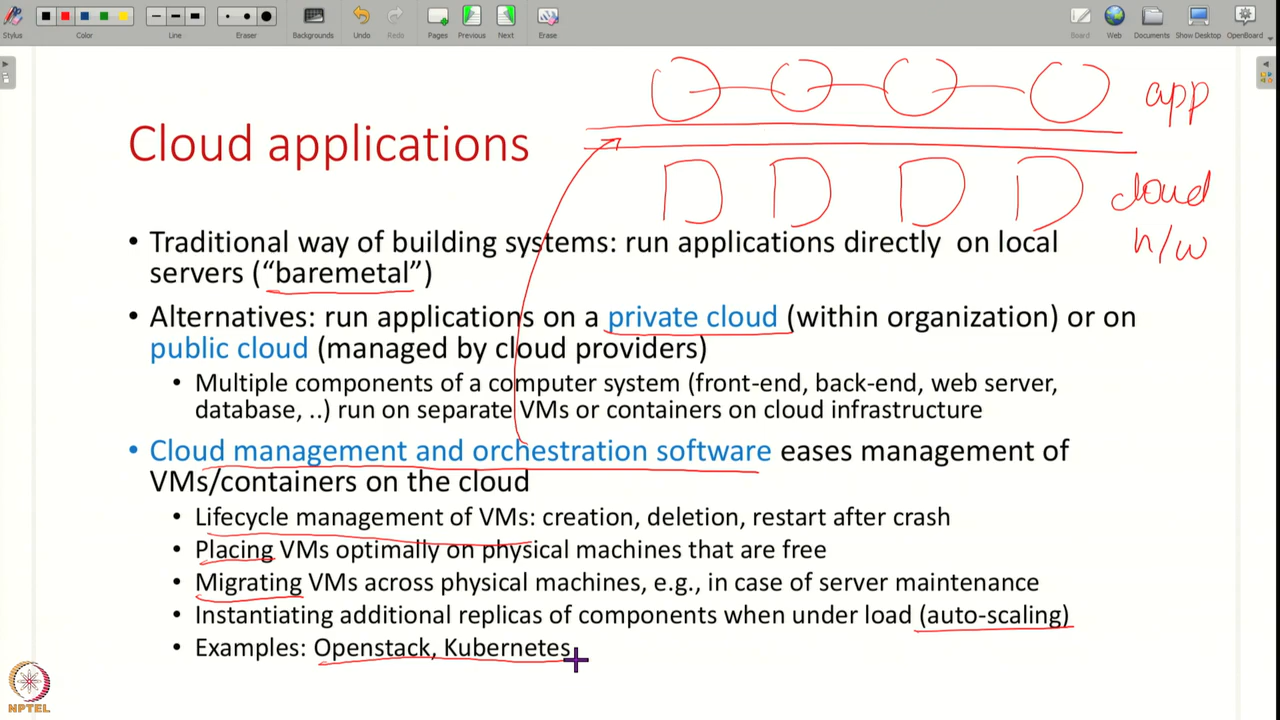 Stylus
Color
Line
Eraser
Backgrounds
Undo
Redo
Pages
Previous
Next
Erase
Board
Web
Documents
Show Desktop
OpenBoard
app
cloud
h/w
Cloud applications
• Traditional way of building systems: run applications directly on local
servers (“baremetal”)
• Alternatives: run applications on a private cloud (within organization) or on
public cloud (managed by cloud providers)
• Multiple components of a computer system (front-end, back-end, web server,
database, ..) run on separate VMs or containers on cloud infrastructure
• Cloud management and orchestration software eases management of
VMs/containers on the cloud
• Lifecycle management of VMs: creation, deletion, restart after crash
• Placing VMs optimally on physical machines that are free
• Migrating VMs across physical machines, e.g., in case of server maintenance
• Instantiating additional replicas of components when under load (auto-scaling)
• Examples: Openstack, Kubernetes
NPTEL